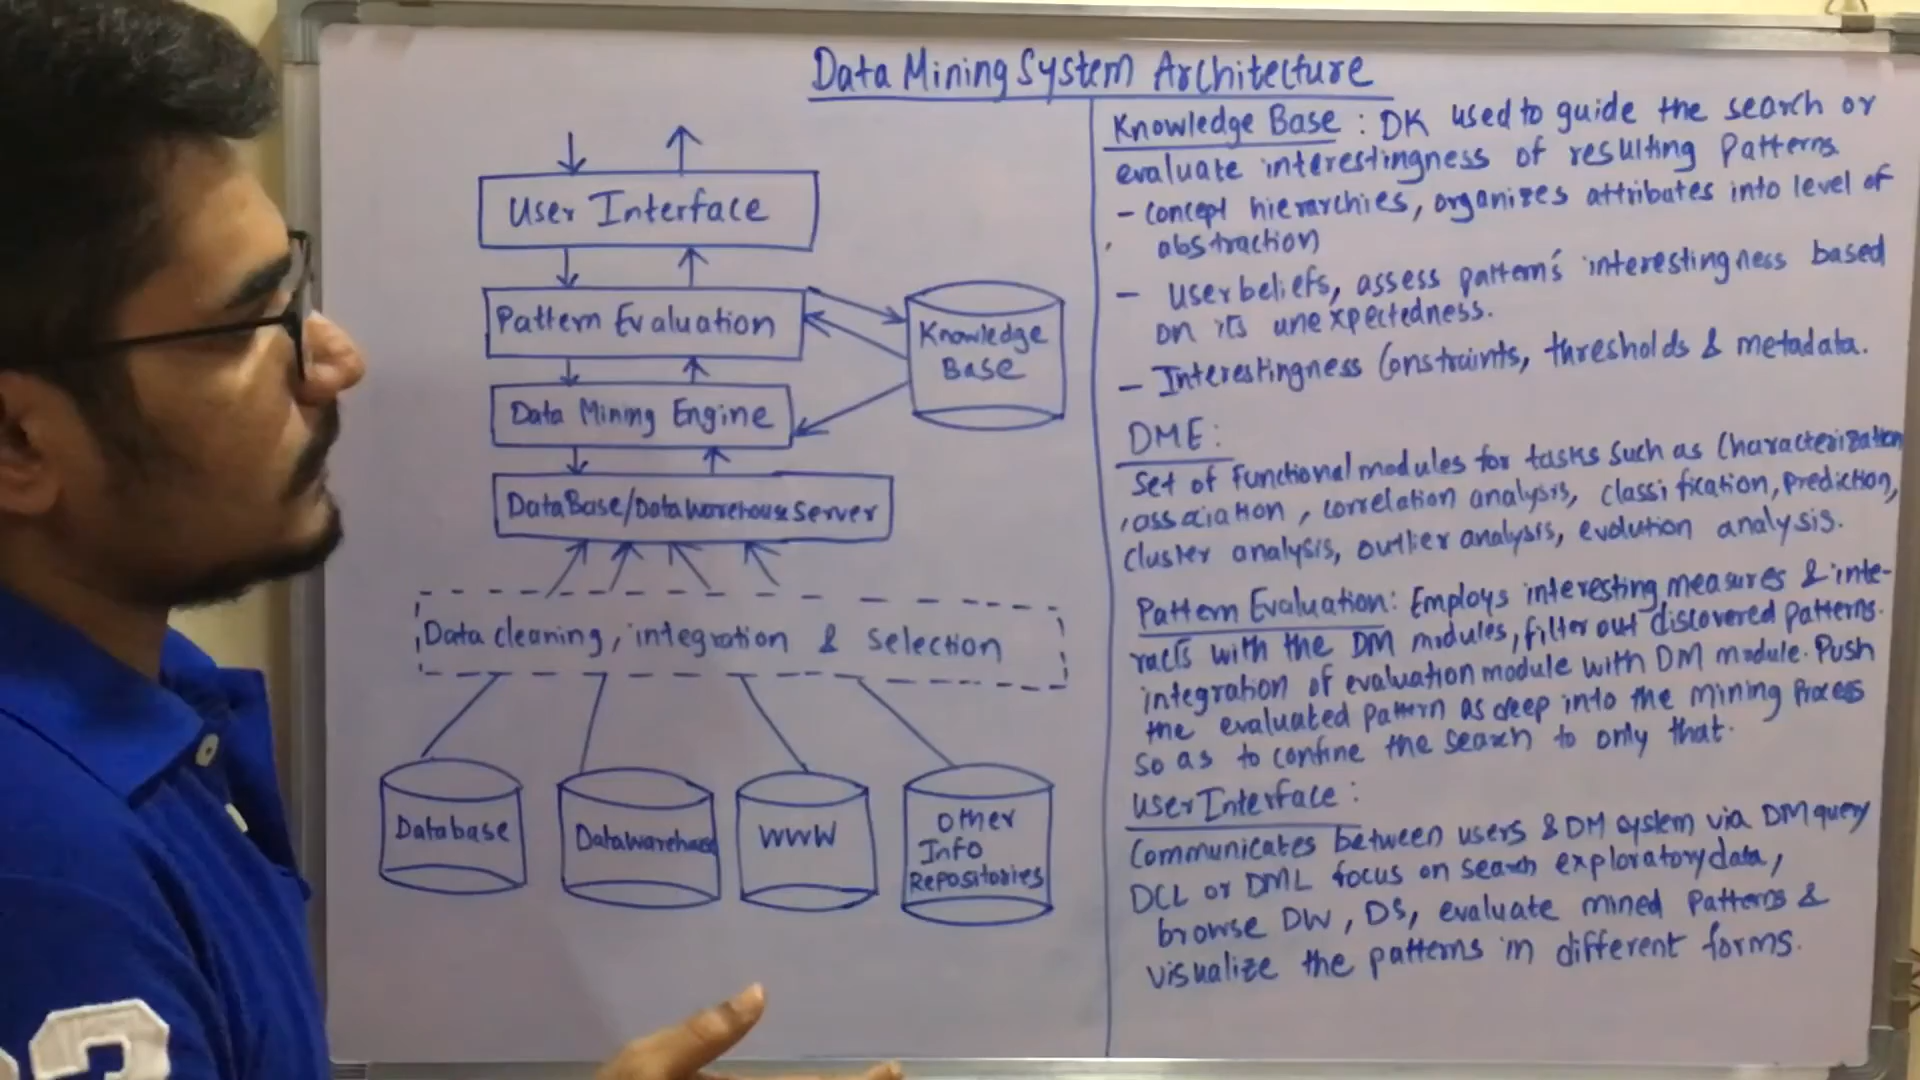 Data Mining System Architecture
User Interface
Pattern Evaluation
Knowledge
Base
Data Mining Engine
DataBase/DataWarehouse Server
Data cleaning, integration & selection
Database
DataWarehouse
WWW
Other
Info
Repositories
Knowledge Base : DK used to guide the search or
evaluate interestingness of resulting Patterns.
- concept hierarchies, organizes attributes into level of
abstraction
- User beliefs, assess pattern's interestingness based
on its unexpectedness.
- Interestingness Constraints, thresholds & metadata.
DME :
Set of Functional modules for tasks such as Characterization
, association, correlation analysis, classification, prediction,
cluster analysis, outlier analysis, evolution analysis.
Pattern Evaluation: Employs interesting measures & inte-
racts with the DM modules, filter out discovered patterns.
integration of evaluation module with DM module. Push
the evaluated pattern as deep into the mining process
so as to confine the search to only that.
User Interface :
Communicates between users & DM system via DM query
DCL or DML focus on search exploratory data,
browse DW, DS, evaluate mined Patterns &
visualize the patterns in different forms.
3